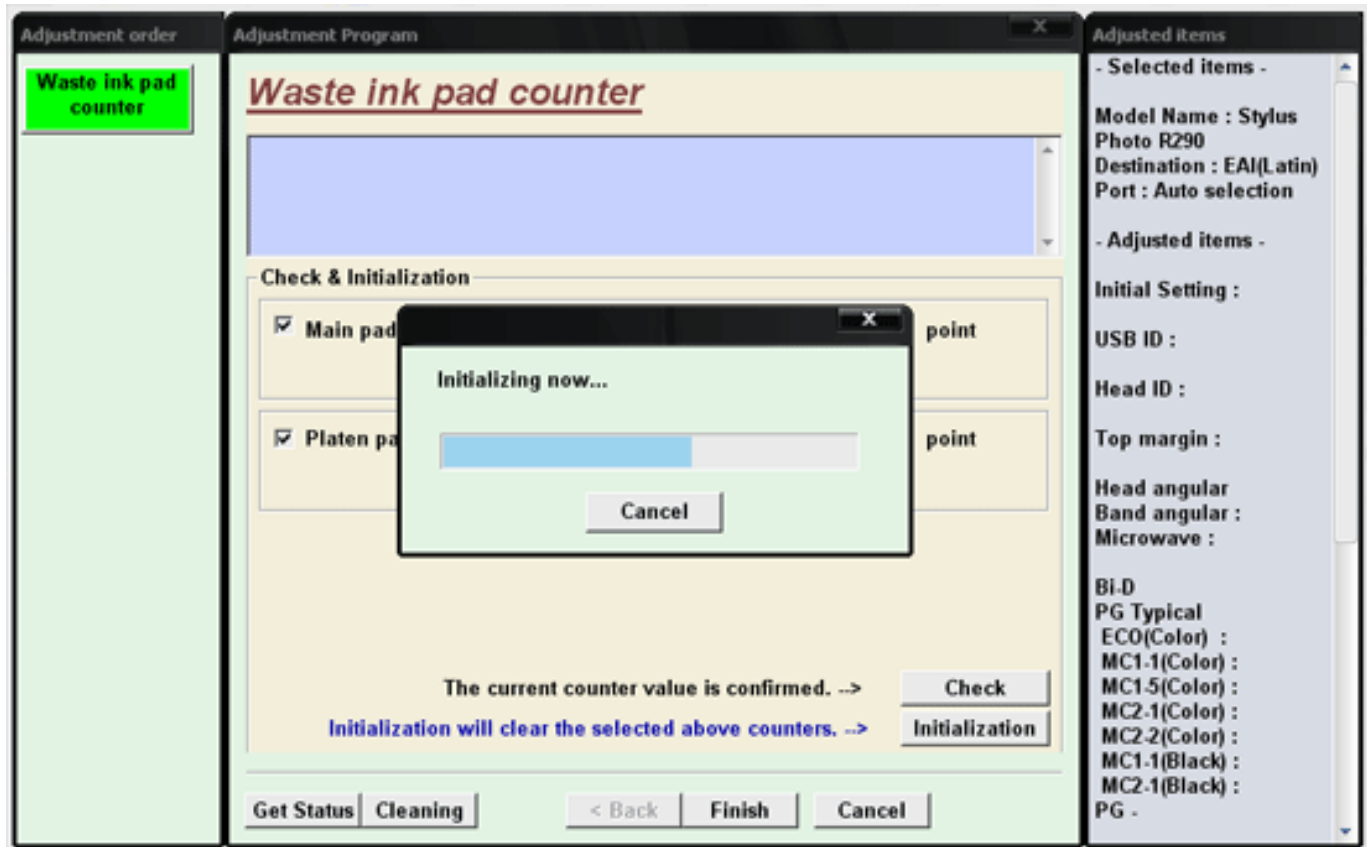 Adjustment order
Waste ink pad
counter
Adjustment Program
X
Waste ink pad counter
Check & Initialization
Main pad
point
Platen pa
point
X
Initializing now...
Cancel
The current counter value is confirmed. -->
Check
Initialization will clear the selected above counters. -->
Initialization
Get Status
Cleaning
< Back
Finish
Cancel
Adjusted items
- Selected items -
Model Name : Stylus
Photo R290
Destination : EAI(Latin)
Port : Auto selection
- Adjusted items -
Initial Setting :
USB ID :
Head ID :
Top margin :
Head angular
Band angular :
Microwave :
Bi-D
PG Typical
ECO(Color) :
MC1-1(Color) :
MC1-5(Color) :
MC2-1(Color) :
MC2-2(Color) :
MC1-1(Black) :
MC2-1(Black) :
PG -